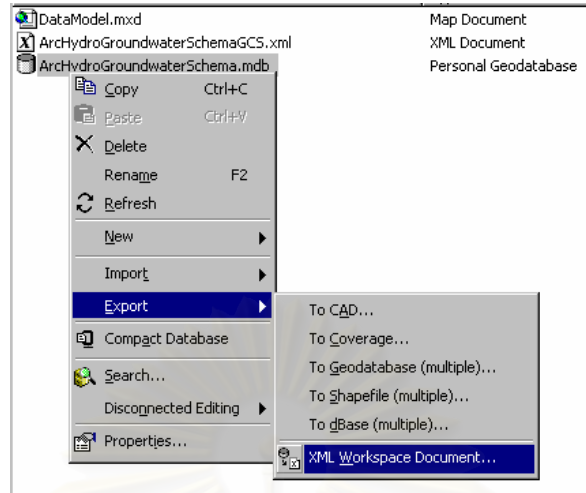 DataModel.mxd Map Document
ArcHydroGroundwaterSchemaGCS.xml XML Document
ArcHydroGroundwaterSchema.mdb Personal Geodatabase
Copy Ctrl+C
Paste Ctrl+V
Delete
Rename F2
Refresh
New
Import
Export
Compact Database
Search...
Disconnected Editing
Properties...
To CAD...
To Coverage...
To Geodatabase (multiple)...
To Shapefile (multiple)...
To dBase (multiple)...
XML Workspace Document...